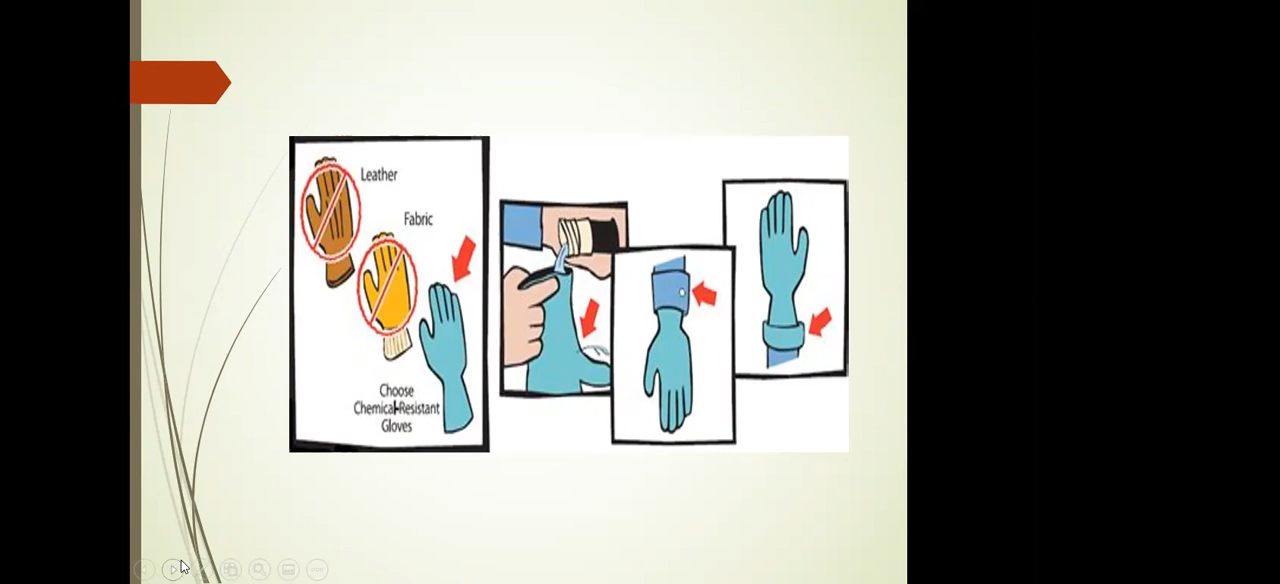 Leather
Fabric
Choose
Chemical-Resistant
Gloves